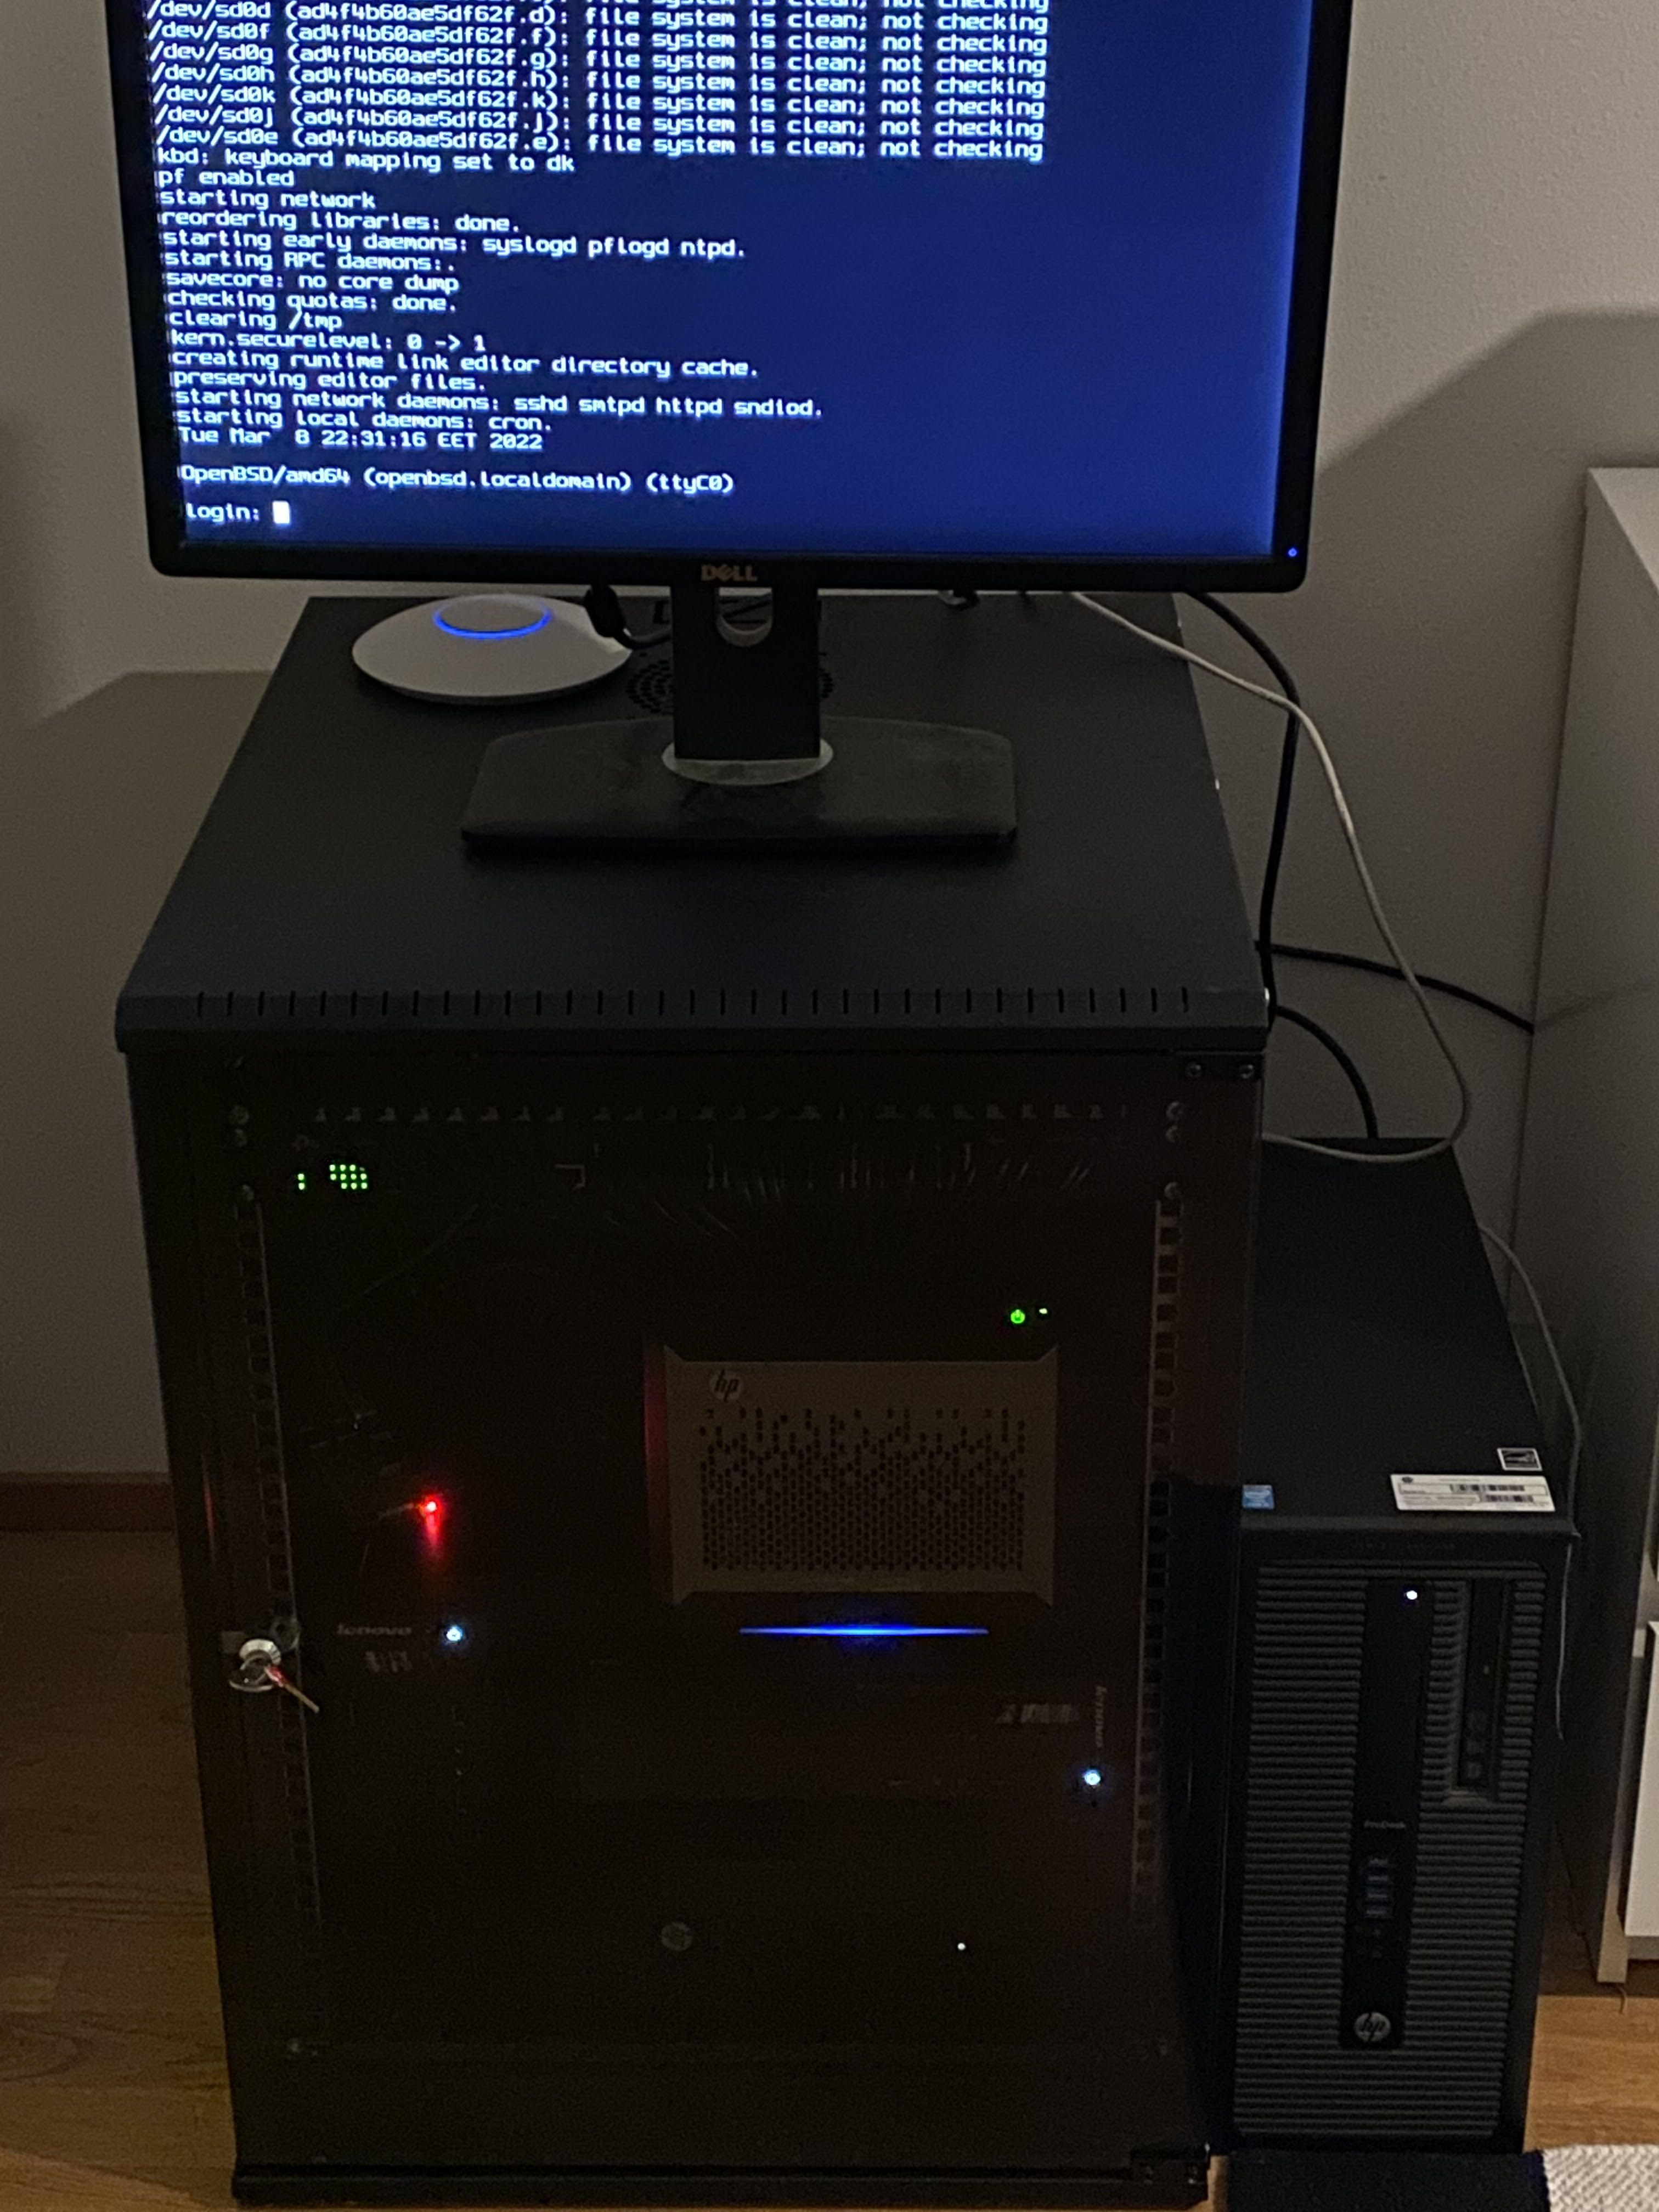 /dev/sd0d (ad4f4b60ae5df62f.d): file system is clean; not checking
/dev/sd0f (ad4f4b60ae5df62f.f): file system is clean; not checking
/dev/sd0g (ad4f4b60ae5df62f.g): file system is clean; not checking
/dev/sd0h (ad4f4b60ae5df62f.h): file system is clean; not checking
/dev/sd0k (ad4f4b60ae5df62f.k): file system is clean; not checking
/dev/sd0j (ad4f4b60ae5df62f.j): file system is clean; not checking
/dev/sd0e (ad4f4b60ae5df62f.e): file system is clean; not checking
kbd: keyboard mapping set to dk
pf enabled
starting network
reordering libraries: done.
starting early daemons: syslogd pflogd ntpd.
starting RPC daemons:.
savecore: no core dump
checking quotas: done.
clearing /tmp
kern.securelevel: 0 -> 1
creating runtime link editor directory cache.
preserving editor files.
starting network daemons: sshd smtpd httpd sndiod.
starting local daemons: cron.
Tue Mar  8 22:31:16 EET 2022
OpenBSD/amd64 (openbsd.localdomain) (ttyC0)
login:
DELL
hp
lenovo
lenovo
ProDesk
hp